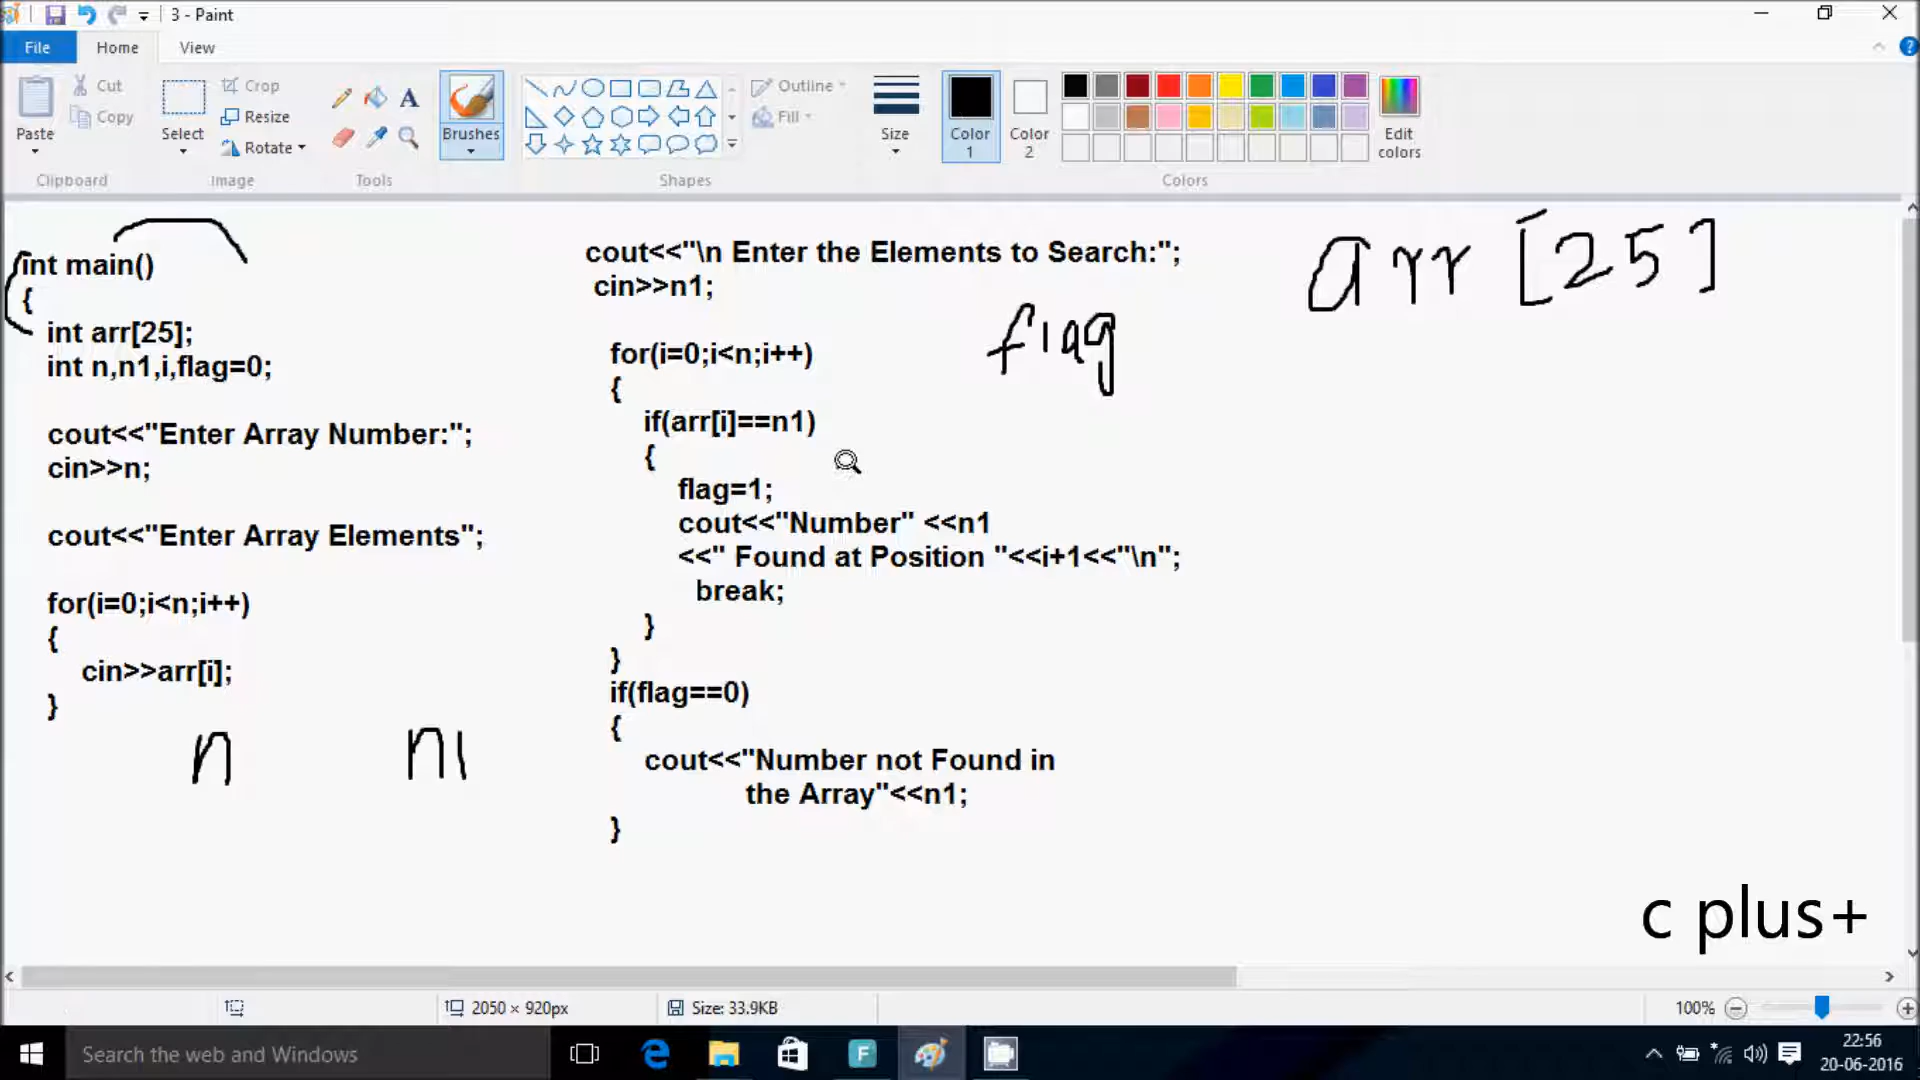 3 - Paint
File Home View
Cut
Copy
Paste
Clipboard
Select
Crop
Resize
Rotate
Image
A
Tools
Brushes
Outline
Fill
Shapes
Size
Color 1
Color 2
Edit colors
Colors
int main()
{
int arr[25];
int n,n1,i,flag=0;
cout<<"Enter Array Number:";
cin>>n;
cout<<"Enter Array Elements";
for(i=0;i<n;i++)
{
cin>>arr[i];
}
n n1
cout<<"\n Enter the Elements to Search:";
cin>>n1;
flag
for(i=0;i<n;i++)
{
if(arr[i]==n1)
{
flag=1;
cout<<"Number" <<n1
<<" Found at Position "<<i+1<<"\n";
break;
}
}
if(flag==0)
{
cout<<"Number not Found in
the Array"<<n1;
}
arr [25]
c plus+
2050 × 920px
Size: 33.9KB
100%
Search the web and Windows
F
22:56
20-06-2016